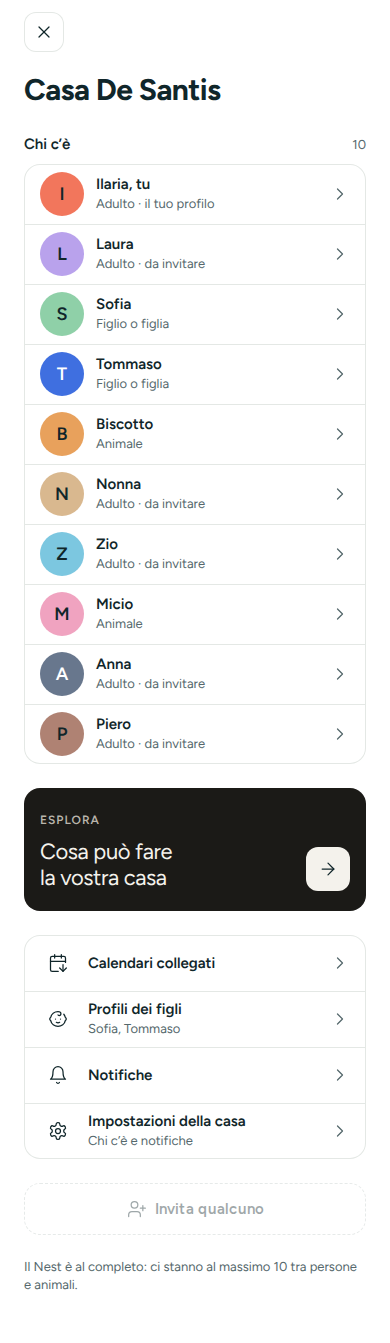 Casa De Santis
Chi c’è 10
I
Ilaria, tu
Adulto · il tuo profilo
L
Laura
Adulto · da invitare
S
Sofia
Figlio o figlia
T
Tommaso
Figlio o figlia
B
Biscotto
Animale
N
Nonna
Adulto · da invitare
Z
Zio
Adulto · da invitare
M
Micio
Animale
A
Anna
Adulto · da invitare
P
Piero
Adulto · da invitare
ESPLORA
Cosa può fare
la vostra casa
Calendari collegati
Profili dei figli
Sofia, Tommaso
Notifiche
Impostazioni della casa
Chi c’è e notifiche
Invita qualcuno
Il Nest è al completo: ci stanno al massimo 10 tra persone
e animali.